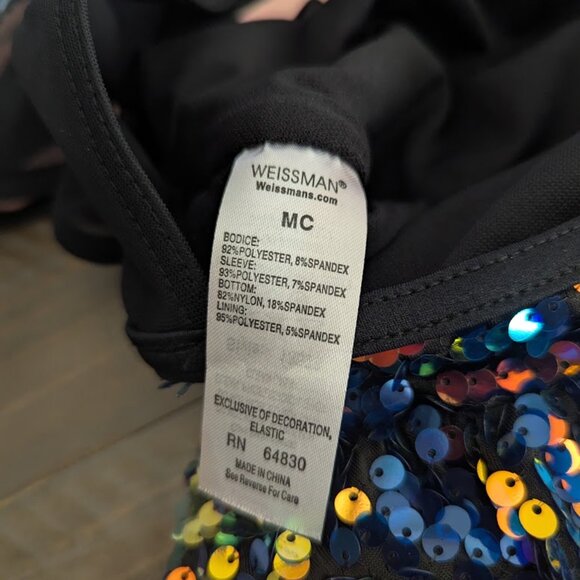 WEISSMAN®
Weissmans.com
MC
BODICE:
92%POLYESTER, 8%SPANDEX
SLEEVE:
93%POLYESTER, 7%SPANDEX
BOTTOM:
82%NYLON, 18%SPANDEX
LINING:
95%POLYESTER, 5%SPANDEX
EXCLUSIVE OF DECORATION,
ELASTIC
RN 64830
MADE IN CHINA
See Reverse For Care